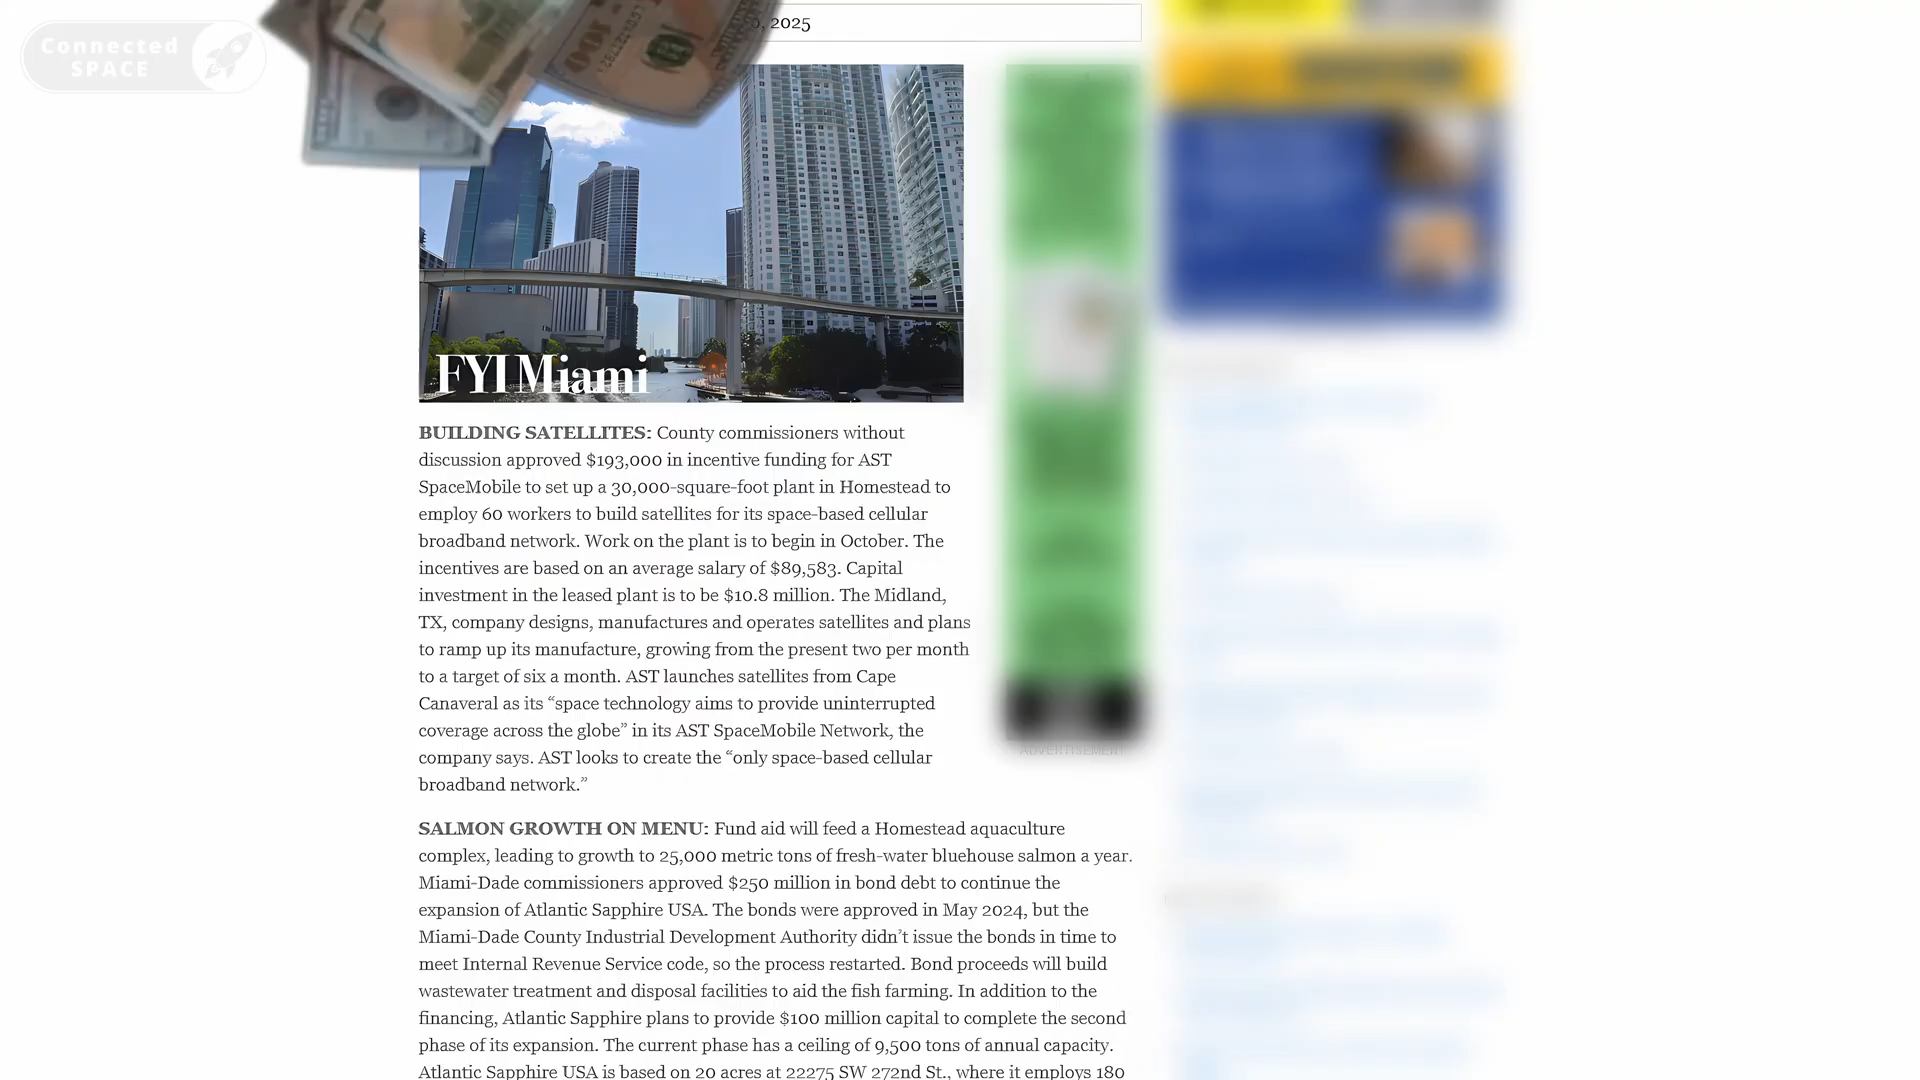 Connected
SPACE
, 2025
FYI Miami
BUILDING SATELLITES: County commissioners without
discussion approved $193,000 in incentive funding for AST
SpaceMobile to set up a 30,000-square-foot plant in Homestead to
employ 60 workers to build satellites for its space-based cellular
broadband network. Work on the plant is to begin in October. The
incentives are based on an average salary of $89,583. Capital
investment in the leased plant is to be $10.8 million. The Midland,
TX, company designs, manufactures and operates satellites and plans
to ramp up its manufacture, growing from the present two per month
to a target of six a month. AST launches satellites from Cape
Canaveral as its “space technology aims to provide uninterrupted
coverage across the globe” in its AST SpaceMobile Network, the
company says. AST looks to create the “only space-based cellular
broadband network.”
ADVERTISEMENT
SALMON GROWTH ON MENU: Fund aid will feed a Homestead aquaculture
complex, leading to growth to 25,000 metric tons of fresh-water bluehouse salmon a year.
Miami-Dade commissioners approved $250 million in bond debt to continue the
expansion of Atlantic Sapphire USA. The bonds were approved in May 2024, but the
Miami-Dade County Industrial Development Authority didn’t issue the bonds in time to
meet Internal Revenue Service code, so the process restarted. Bond proceeds will build
wastewater treatment and disposal facilities to aid the fish farming. In addition to the
financing, Atlantic Sapphire plans to provide $100 million capital to complete the second
phase of its expansion. The current phase has a ceiling of 9,500 tons of annual capacity.
Atlantic Sapphire USA is based on 20 acres at 22275 SW 272nd St., where it employs 180